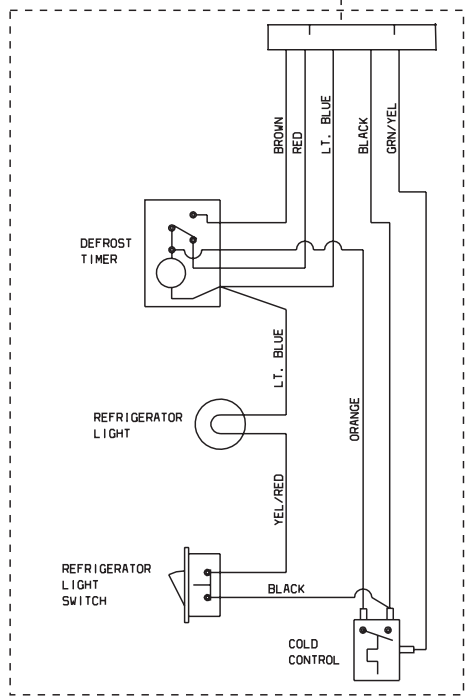 BROWN
RED
LT. BLUE
BLACK
GRN/YEL
DEFROST
TIMER
LT. BLUE
REFRIGERATOR
LIGHT
ORANGE
YEL/RED
REFRIGERATOR
LIGHT
SWITCH
BLACK
COLD
CONTROL